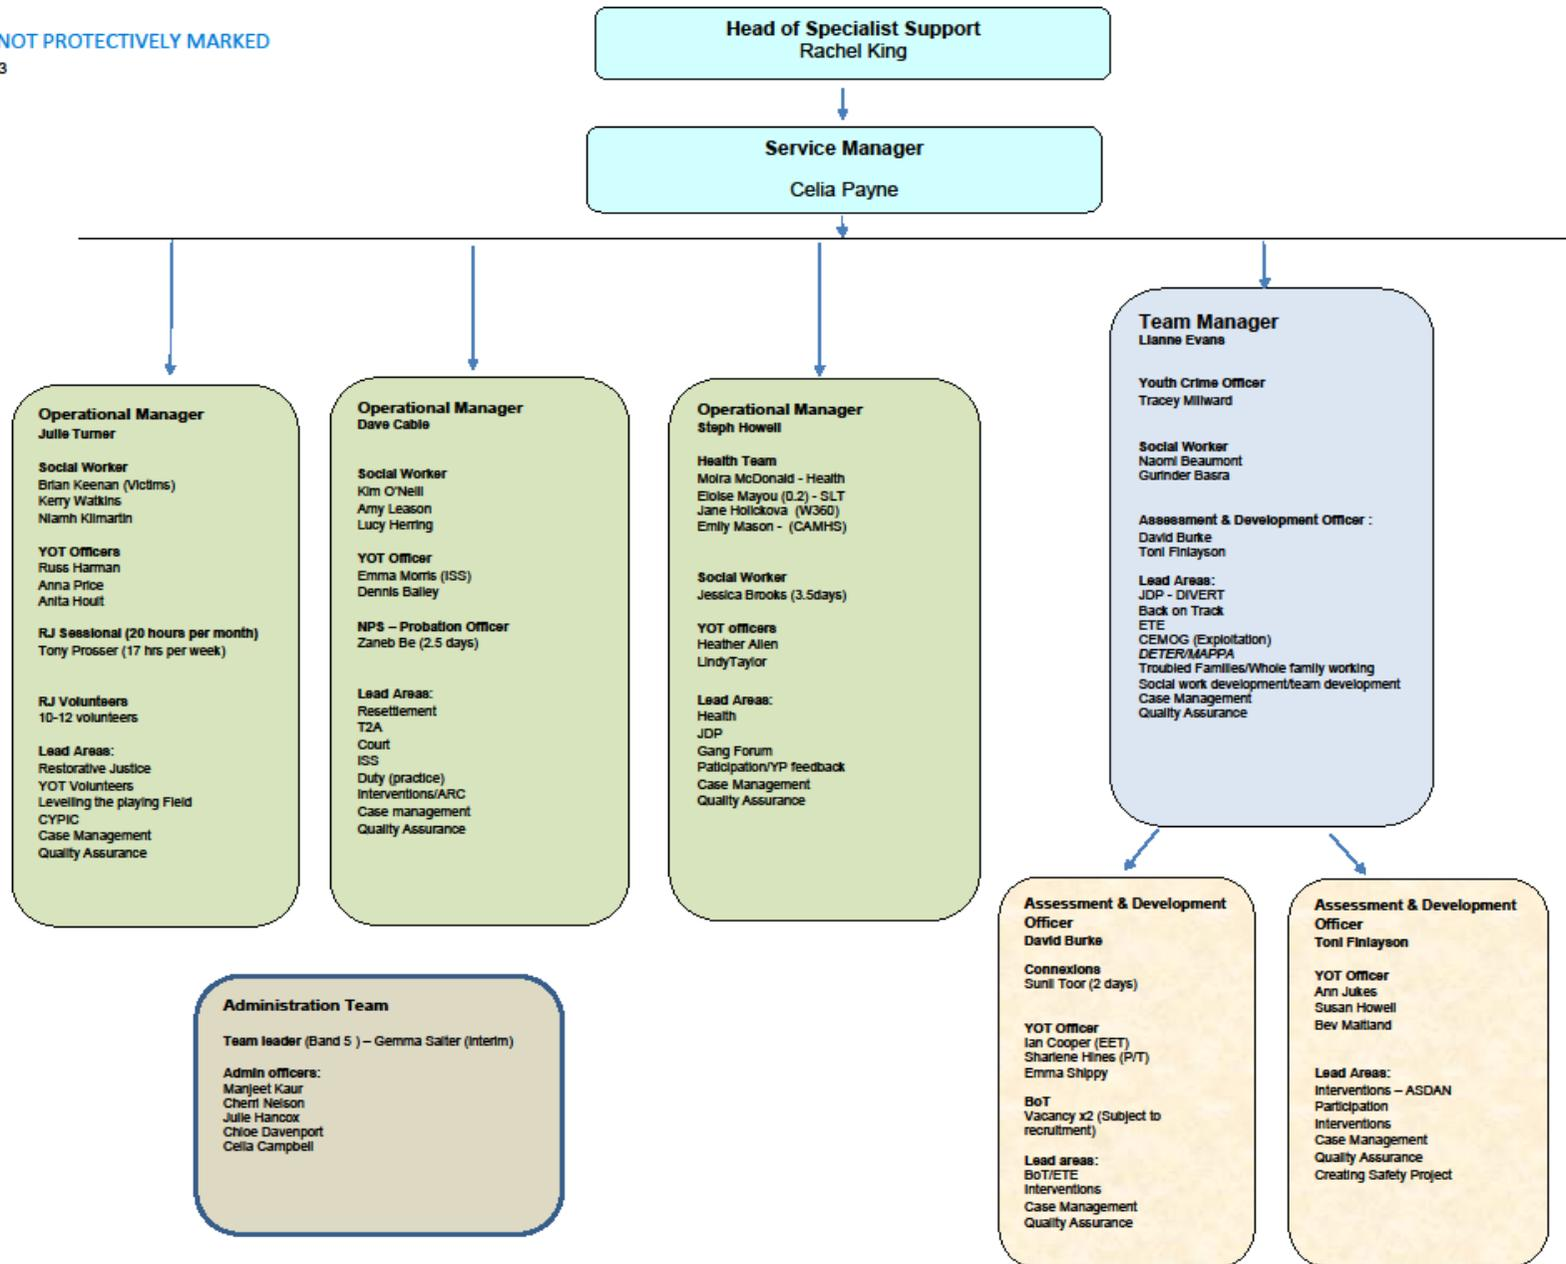 NOT PROTECTIVELY MARKED
3
Head of Specialist Support
Rachel King
Service Manager
Celia Payne
Operational Manager
Julie Turner
Social Worker
Brian Keenan (Victims)
Kerry Watkins
Niamh Kilmartin
YOT Officers
Russ Harman
Anna Price
Anita Hoult
RJ Sessional (20 hours per month)
Tony Prosser (17 hrs per week)
RJ Volunteers
10-12 volunteers
Lead Areas:
Restorative Justice
YOT Volunteers
Levelling the playing Field
CYPIC
Case Management
Quality Assurance
Operational Manager
Dave Cable
Social Worker
Kim O'Neill
Amy Leason
Lucy Herring
YOT Officer
Emma Morris (ISS)
Dennis Bailey
NPS – Probation Officer
Zaneb Be (2.5 days)
Lead Areas:
Resettlement
T2A
Court
ISS
Duty (practice)
Interventions/ARC
Case management
Quality Assurance
Operational Manager
Steph Howell
Health Team
Moira McDonald - Health
Eloise Mayou (0.2) - SLT
Jane Holickova (W360)
Emily Mason - (CAMHS)
Social Worker
Jessica Brooks (3.5days)
YOT officers
Heather Allen
LindyTaylor
Lead Areas:
Health
JDP
Gang Forum
Paticipation/YP feedback
Case Management
Quality Assurance
Team Manager
Lianne Evans
Youth Crime Officer
Tracey Millward
Social Worker
Naomi Beaumont
Gurinder Basra
Assessment & Development Officer :
David Burke
Toni Finlayson
Lead Areas:
JDP - DIVERT
Back on Track
ETE
CEMOG (Exploitation)
DETER/MAPPA
Troubled Families/Whole family working
Social work development/team development
Case Management
Quality Assurance
Assessment & Development
Officer
David Burke
Connexions
Sunil Toor (2 days)
YOT Officer
Ian Cooper (EET)
Sharlene Hines (P/T)
Emma Shippy
BoT
Vacancy x2 (Subject to
recruitment)
Lead areas:
BoT/ETE
Interventions
Case Management
Quality Assurance
Assessment & Development
Officer
Toni Finlayson
YOT Officer
Ann Jukes
Susan Howell
Bev Maitland
Lead Areas:
Interventions – ASDAN
Participation
Interventions
Case Management
Quality Assurance
Creating Safety Project
Administration Team
Team leader (Band 5 ) – Gemma Salter (Interim)
Admin officers:
Manjeet Kaur
Cherri Nelson
Julie Hancox
Chloe Davenport
Celia Campbell